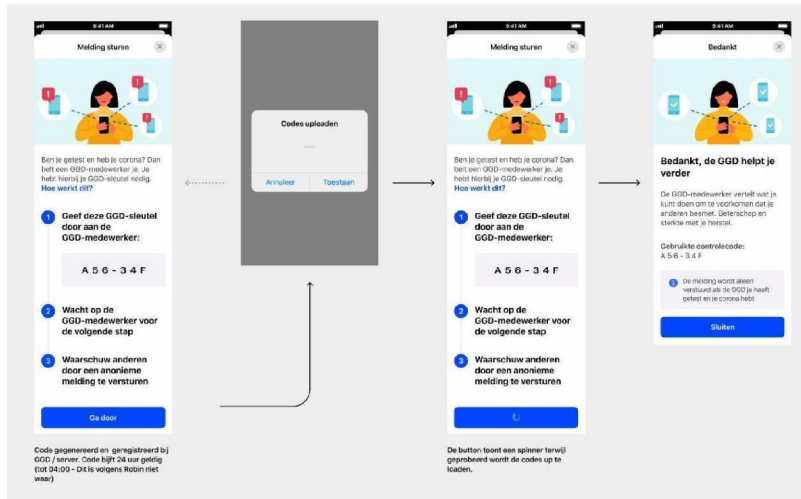 9:41 AM
Melding sturen
Ben je getest en heb je corona? Dan
belt een GGD-medewerker je. Je
hebt hierbij je GGD-sleutel nodig.
Hoe werkt dit?
1
Geef deze GGD-sleutel
door aan de
GGD-medewerker:
A 5 6 - 3 4 F
2
Wacht op de
GGD-medewerker voor
de volgende stap
3
Waarschuw anderen
door een anonieme
melding te versturen
Ga door
Code gegenereerd en geregistreerd bij
GGD / server. Code bijft 24 uur geldig
(tot 04:00 - Dit is volgens Robin niet
waar)
Codes uploaden
Annuleer
Toestaan
9:41 AM
Melding sturen
Ben je getest en heb je corona? Dan
belt een GGD-medewerker je. Je
hebt hierbij je GGD-sleutel nodig.
Hoe werkt dit?
1
Geef deze GGD-sleutel
door aan de
GGD-medewerker:
A 5 6 - 3 4 F
2
Wacht op de
GGD-medewerker voor
de volgende stap
3
Waarschuw anderen
door een anonieme
melding te versturen
De button toont een spinner terwijl
geprobeerd wordt de codes up te
loaden.
9:41 AM
Bedankt
Bedankt, de GGD helpt je
verder
De GGD-medewerker vertelt wat je
kunt doen om te voorkomen dat je
anderen besmet. Beterschap en
sterkte met je herstel.
Gebruikte controlecode:
A 5 6 - 3 4 F
De melding wordt alleen
verstuurd als de GGD je heeft
getest en je corona hebt
Sluiten